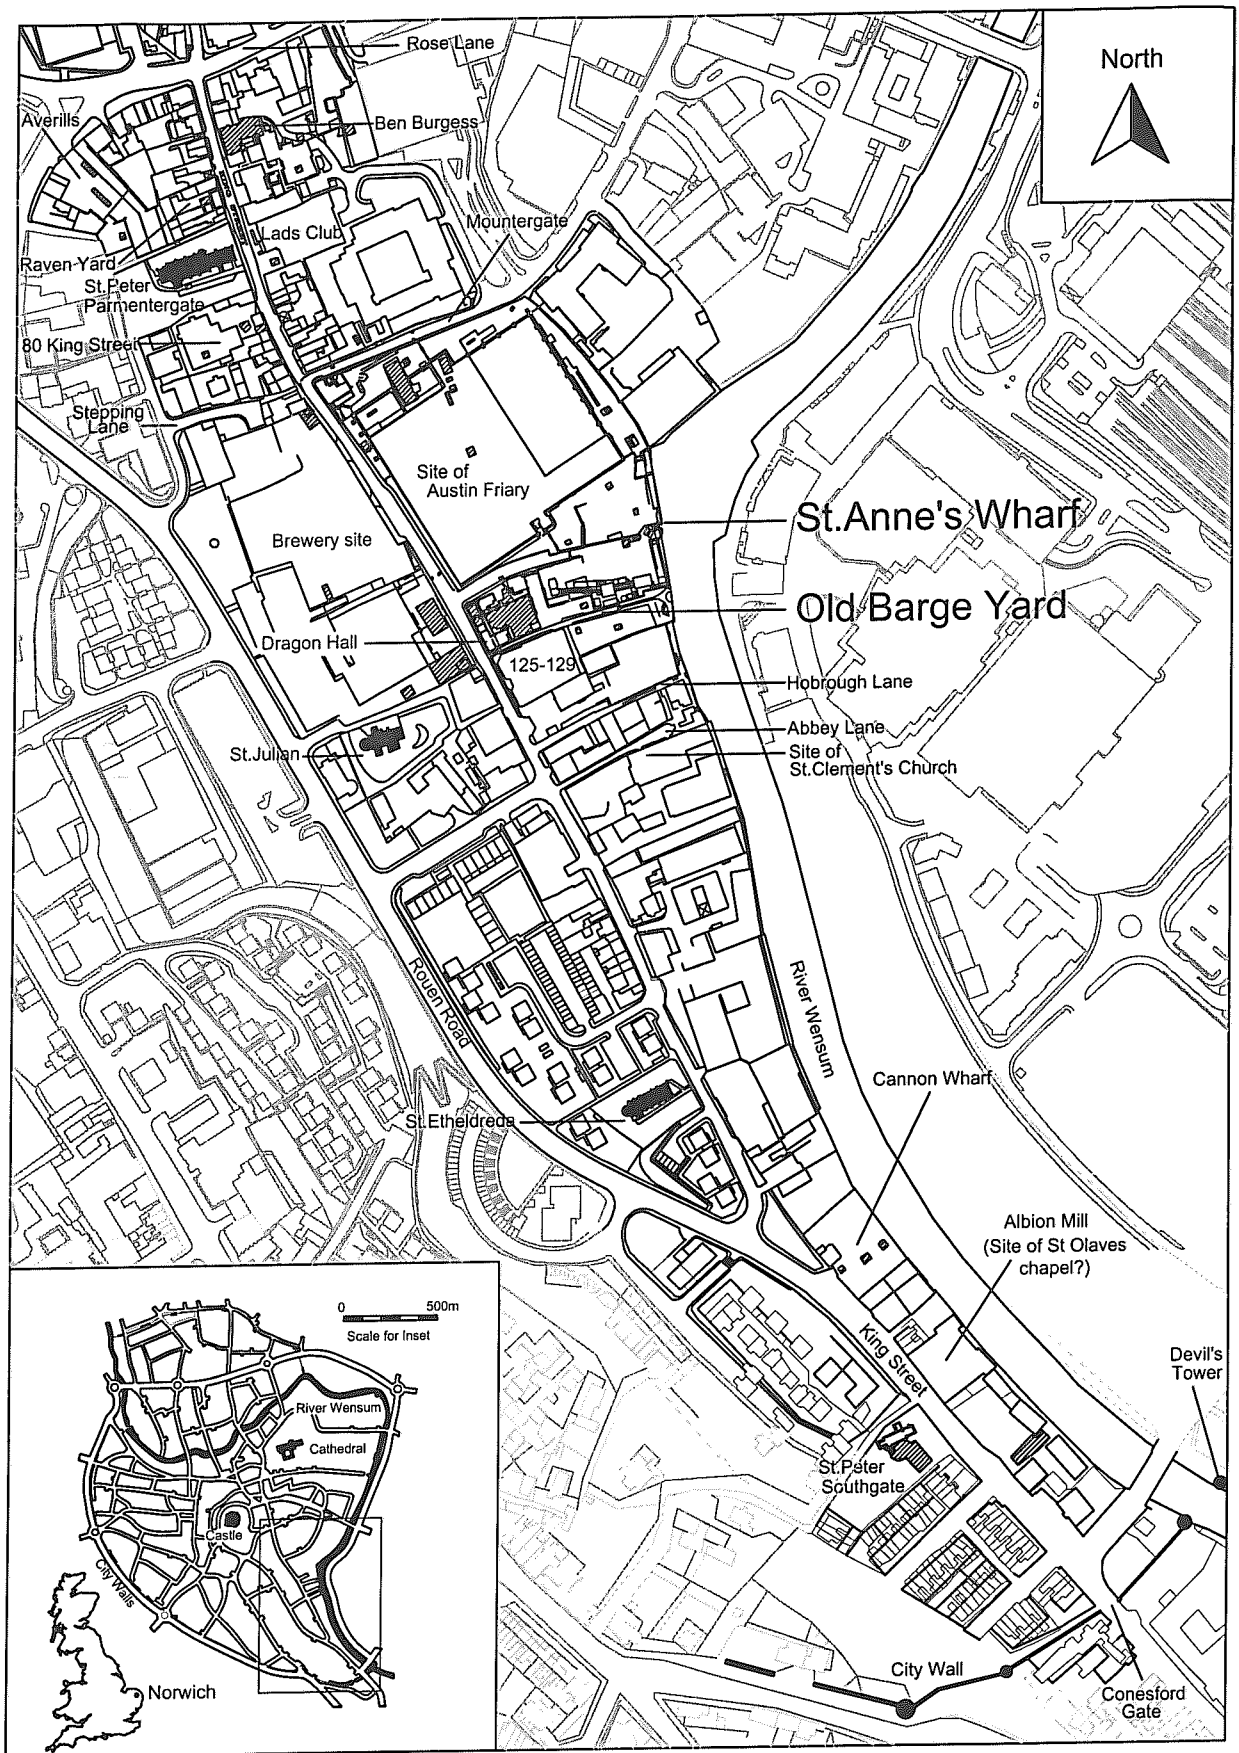 Rose Lane
North
Averills
Ben Burgess
Mountergate
Lads Club
Raven Yard
St.Peter
Parmentergate
80 King Street
Stepping
Lane
Site of
Austin Friary
St.Anne's Wharf
Brewery site
Old Barge Yard
Dragon Hall
125-129
Hobrough Lane
Abbey Lane
St.Julian
Site of
St.Clement's Church
Rouen Road
River Wensum
Cannon Wharf
St.Etheldreda
Albion Mill
(Site of St Olaves
chapel?)
King Street
Devil's
Tower
St.Peter
Southgate
City Wall
Conesford
Gate
0 500m
Scale for Inset
River Wensum
Cathedral
Castle
City Walls
Norwich